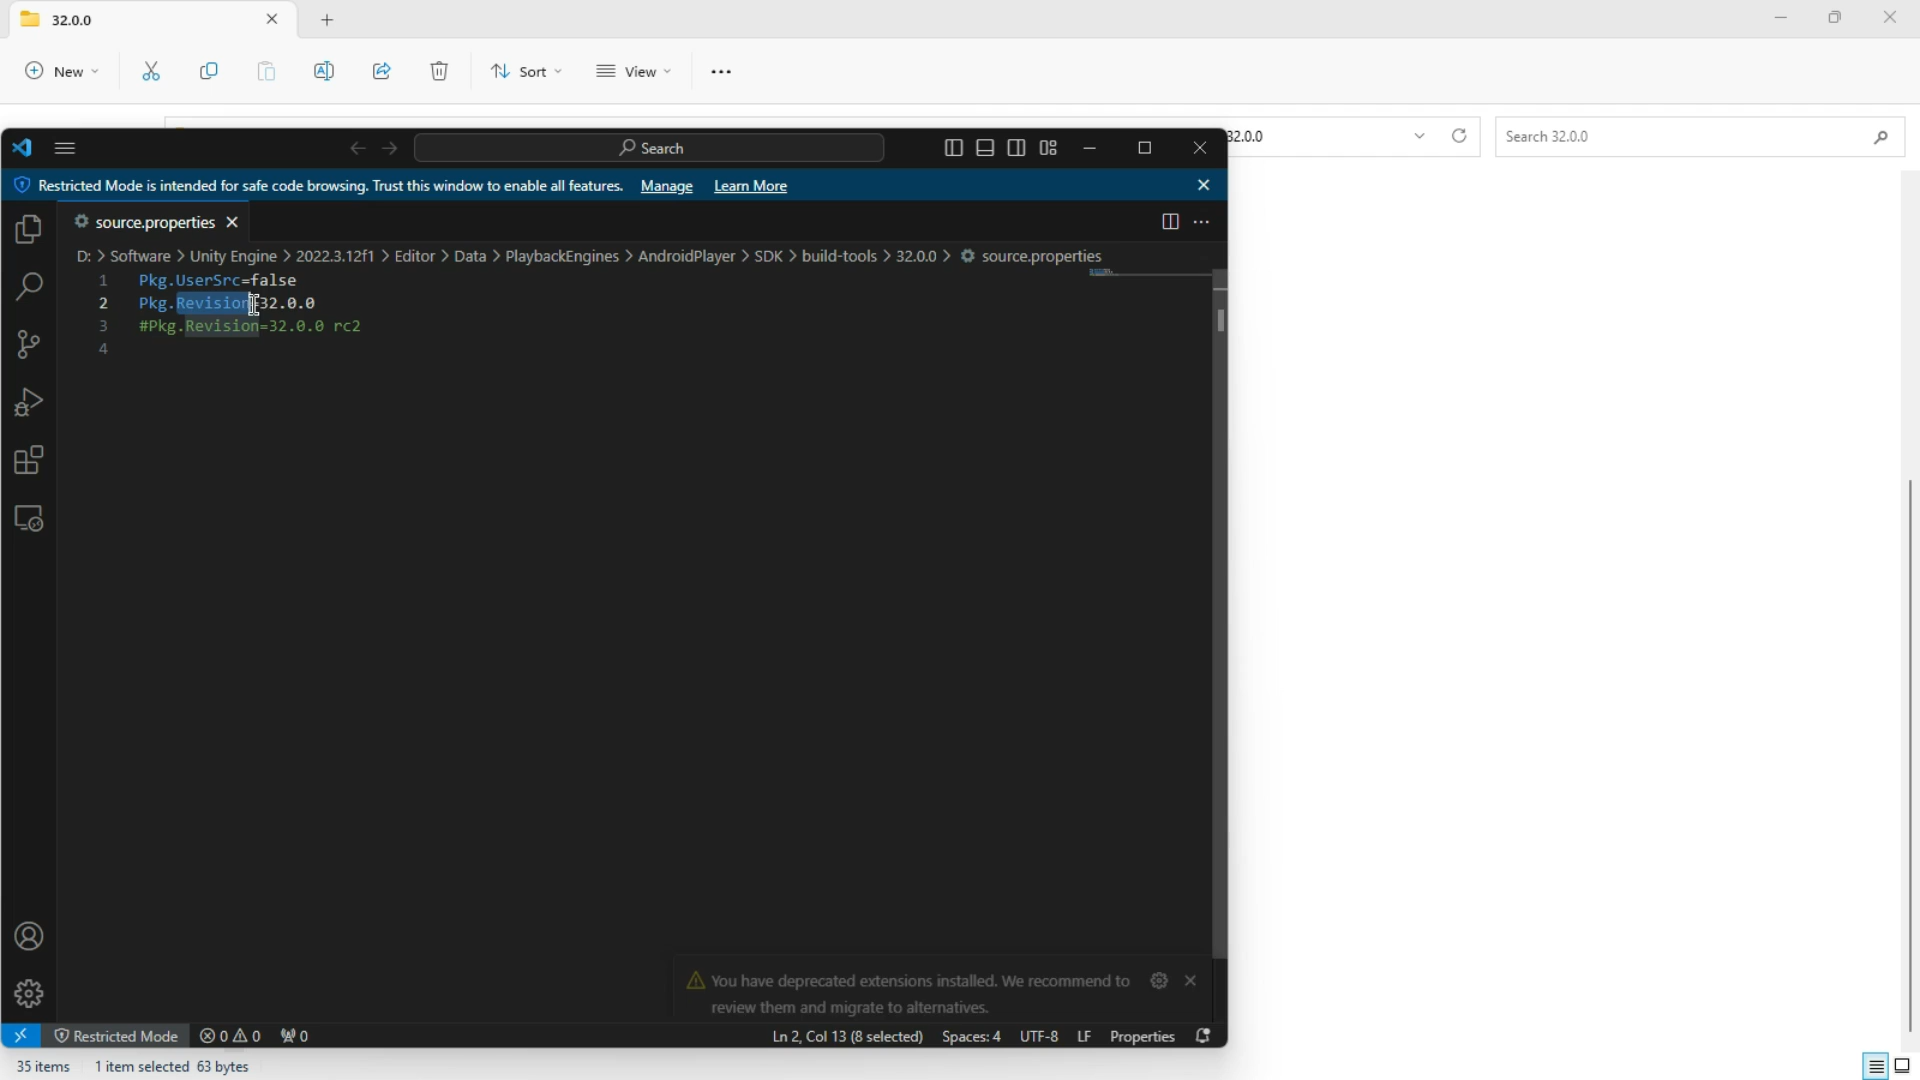 32.0.0
New
Sort
View
32.0.0
Search 32.0.0
Search
Restricted Mode is intended for safe code browsing. Trust this window to enable all features. Manage Learn More
source.properties
D: > Software > Unity Engine > 2022.3.12f1 > Editor > Data > PlaybackEngines > AndroidPlayer > SDK > build-tools > 32.0.0 > source.properties
1 Pkg.UserSrc=false
2 Pkg.Revision=32.0.0
3 #Pkg.Revision=32.0.0 rc2
4
You have deprecated extensions installed. We recommend to
review them and migrate to alternatives.
Restricted Mode 0 0 0 Ln 2, Col 13 (8 selected) Spaces: 4 UTF-8 LF Properties
35 items 1 item selected 63 bytes